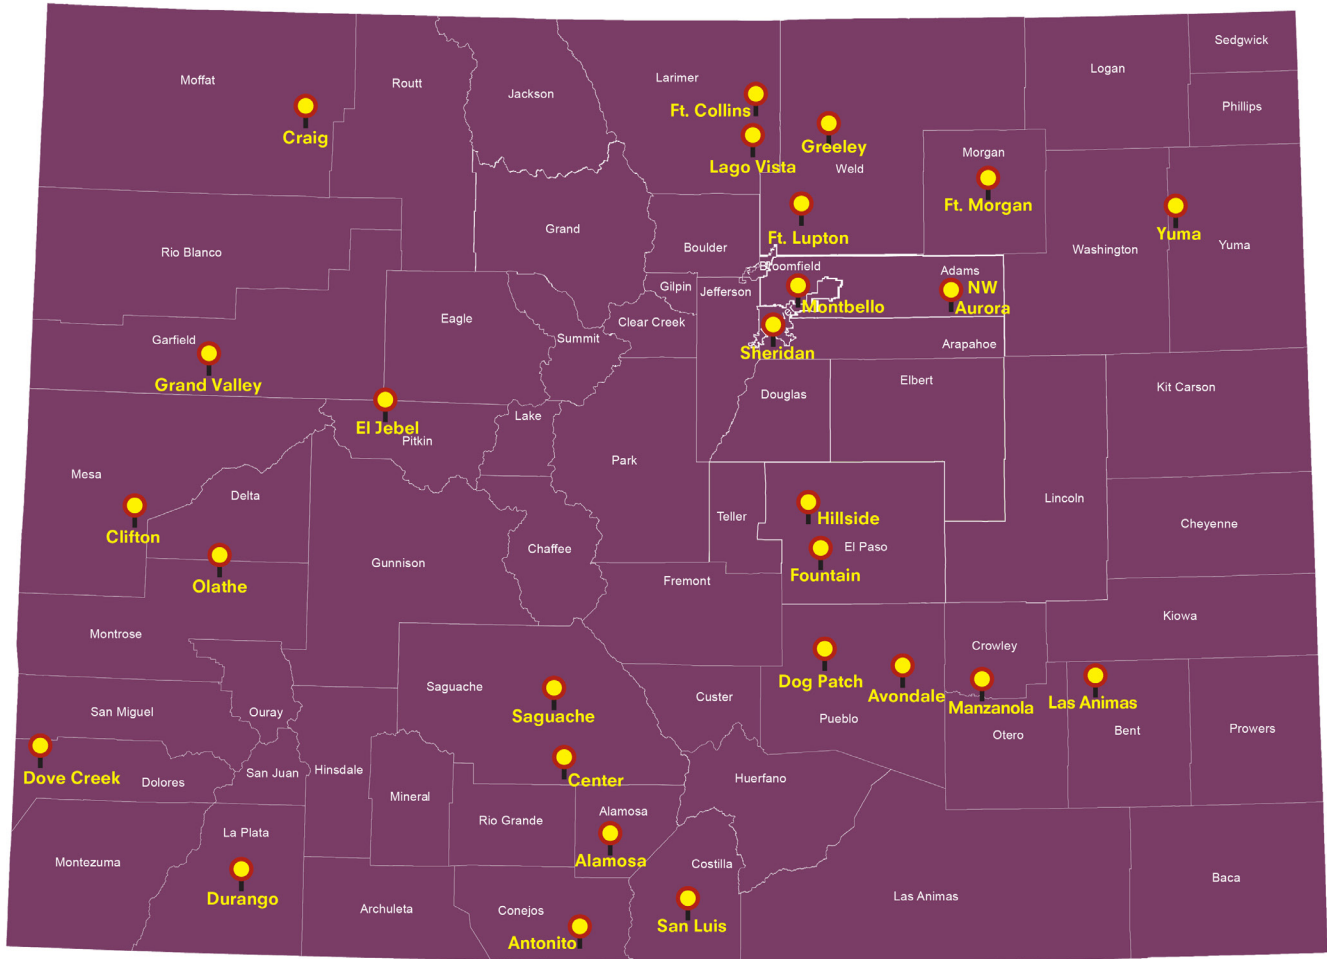 Sedgwick
Logan
Larimer
Moffat
Routt
Jackson
Phillips
Ft. Collins
Craig
Greeley
Morgan
Lago Vista
Weld
Ft. Morgan
Yuma
Grand
Ft. Lupton
Boulder
Washington
Yuma
Rio Blanco
Broomfield
Adams
Gilpin
Jefferson
NW
Aurora
Montbello
Eagle
Clear Creek
Summit
Garfield
Arapahoe
Sheridan
Grand Valley
Elbert
Kit Carson
Douglas
Lake
El Jebel
Pitkin
Park
Mesa
Delta
Lincoln
Teller
Hillside
Cheyenne
Clifton
Chaffee
El Paso
Gunnison
Fountain
Fremont
Olathe
Kiowa
Montrose
Crowley
Dog Patch
Saguache
Avondale
Custer
Las Animas
Manzanola
San Miguel
Ouray
Saguache
Pueblo
Prowers
Bent
Otero
Dove Creek
Dolores
San Juan
Hinsdale
Center
Huerfano
Mineral
Alamosa
Rio Grande
La Plata
Alamosa
Montezuma
Costilla
Baca
Durango
Las Animas
Archuleta
Conejos
San Luis
Antonito